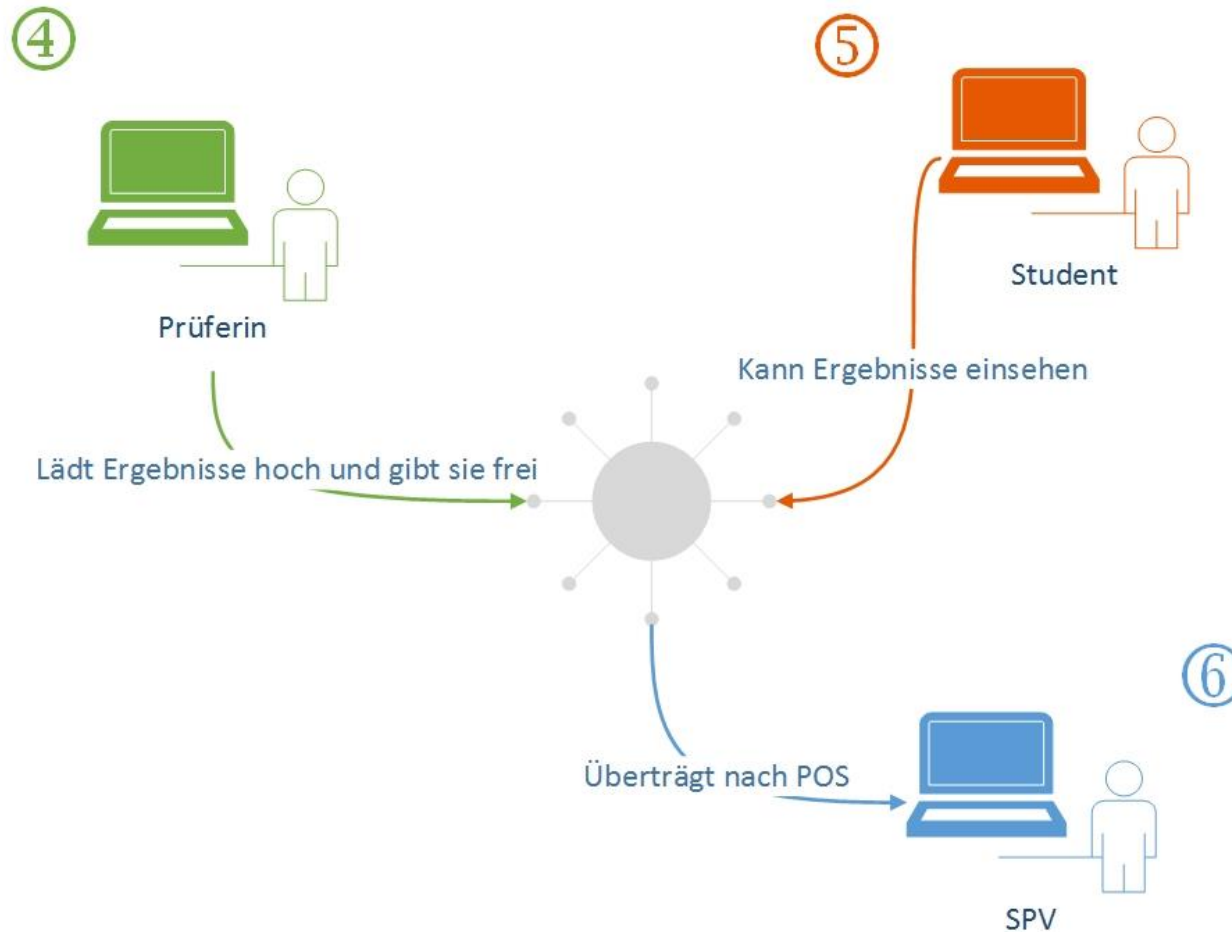 ④
⑤
Prüferin
Student
Kann Ergebnisse einsehen
Lädt Ergebnisse hoch und gibt sie frei
⑥
Überträgt nach POS
SPV